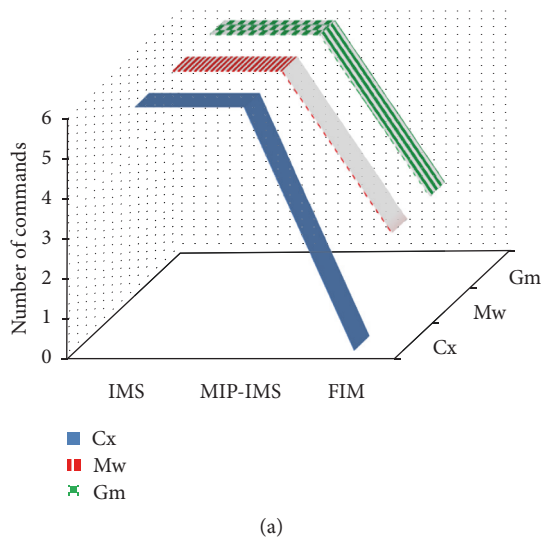 Number of commands
6
5
4
3
2
1
0
Gm
Mw
Cx
IMS MIP-IMS FIM
Cx
Mw
Gm
(a)